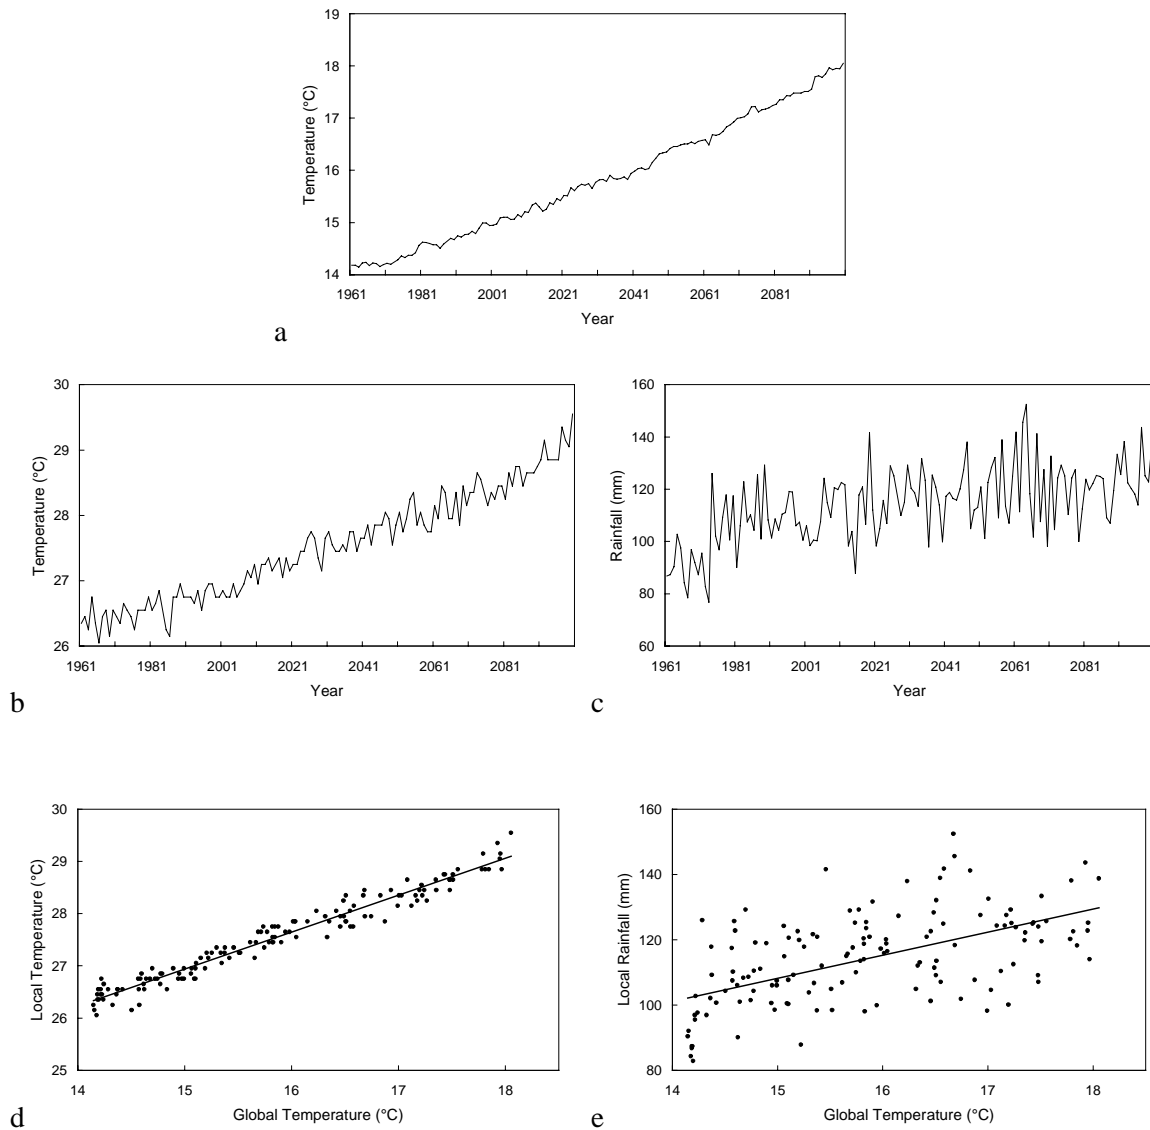 19
18
17
16
15
14
Temperature (°C)
1961 1981 2001 2021 2041 2061 2081
Year
a
30
29
28
27
26
Temperature (°C)
1961 1981 2001 2021 2041 2061 2081
Year
b
160
140
120
100
80
60
Rainfall (mm)
1961 1981 2001 2021 2041 2061 2081
Year
c
30
29
28
27
26
25
Local Temperature (°C)
14 15 16 17 18
Global Temperature (°C)
d
160
140
120
100
80
Local Rainfall (mm)
14 15 16 17 18
Global Temperature (°C)
e